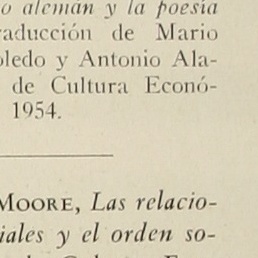 o alemán y la poesía
raducción de Mario
oledo y Antonio Ala-
de Cultura Econó-
1954.
MOORE, Las relacio-
iales y el orden so-